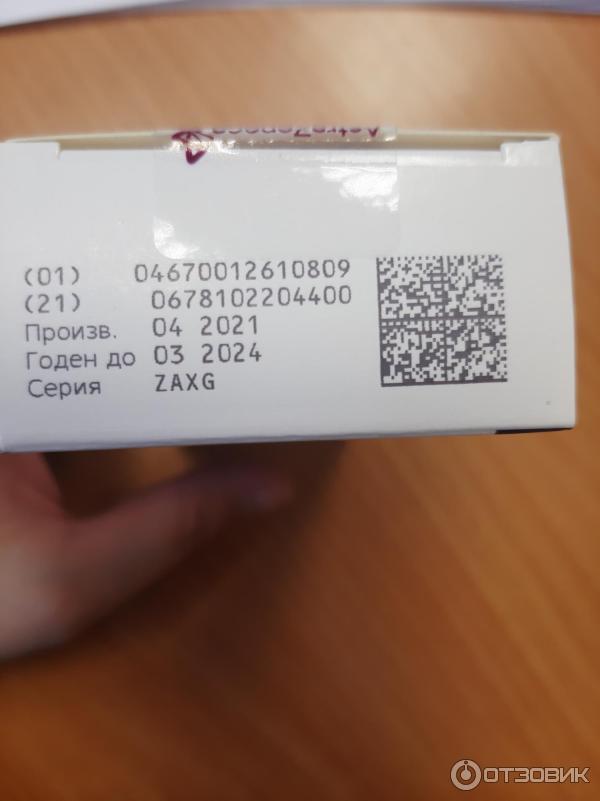 AstraZeneca
(01) 04670012610809
(21) 0678102204400
Произв. 04 2021
Годен до 03 2024
Серия ZAXG
ОТЗОВИК